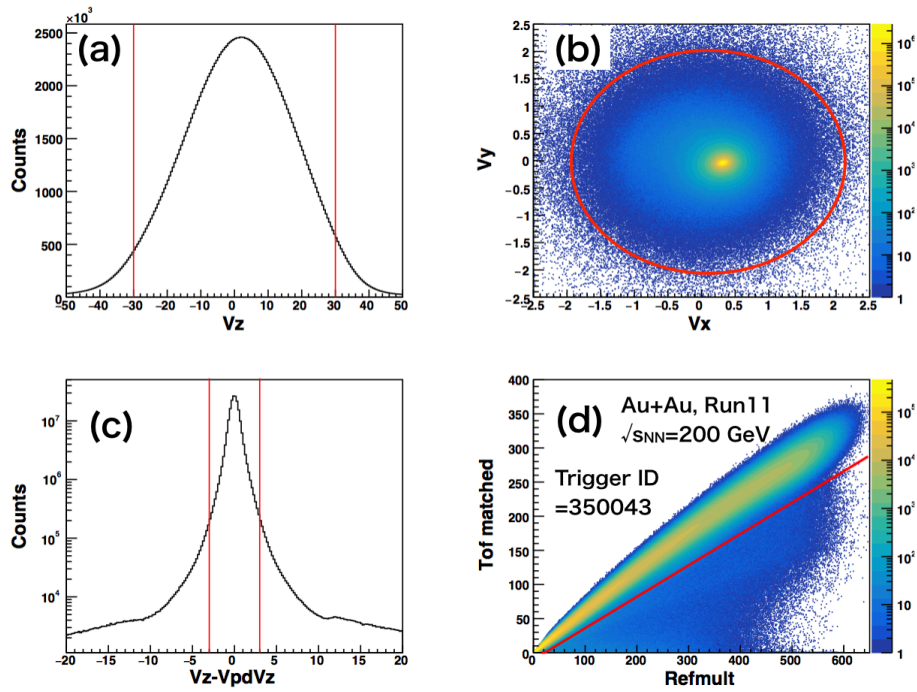 ×10³
2500
2000
1500
1000
500
0
Counts
(a)
−50 −40 −30 −20 −10 0 10 20 30 40 50
Vz
2.5
2
1.5
1
0.5
0
−0.5
−1
−1.5
−2
−2.5
Vy
(b)
−2.5 −2 −1.5 −1 −0.5 0 0.5 1 1.5 2 2.5
Vx
10⁶
10⁵
10⁴
10³
10²
10
1
10⁷
10⁶
10⁵
10⁴
Counts
(c)
−20 −15 −10 −5 0 5 10 15 20
Vz-VpdVz
400
350
300
250
200
150
100
50
0
Tof matched
(d)
Au+Au, Run11
√sNN=200 GeV
Trigger ID
=350043
0 100 200 300 400 500 600
Refmult
10⁵
10⁴
10³
10²
10
1